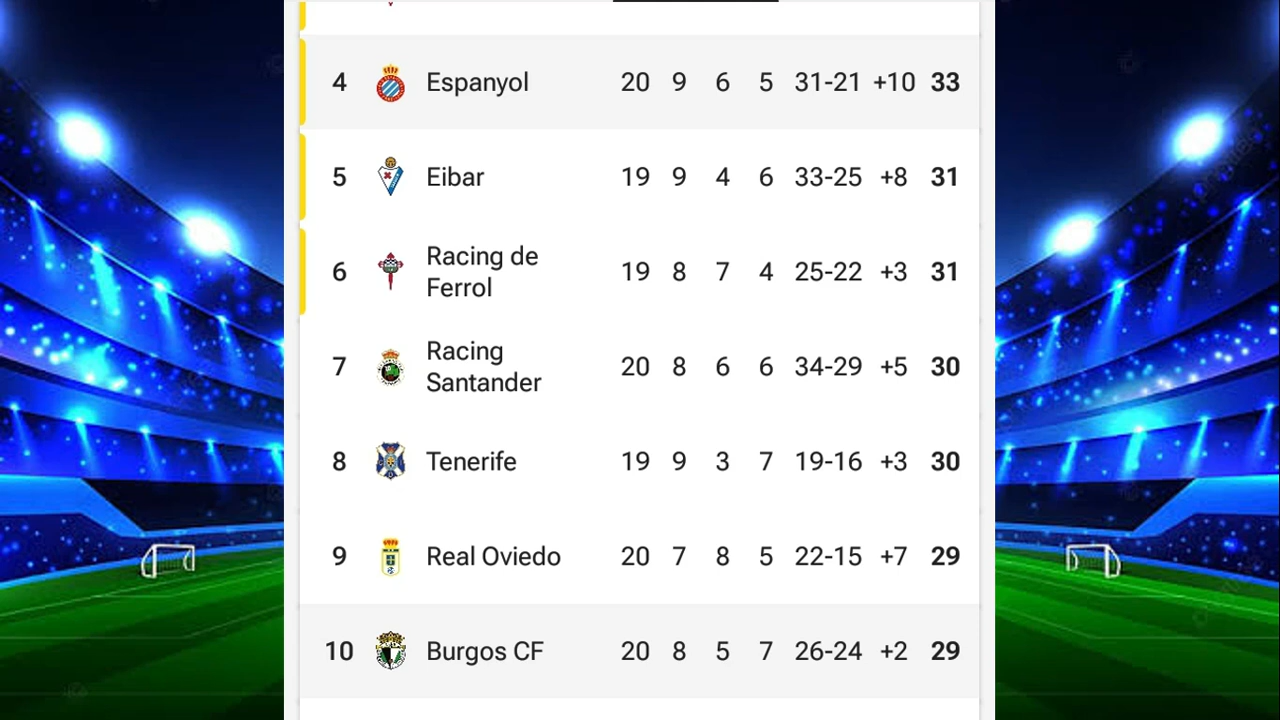 4 Espanyol 20 9 6 5 31-21 +10 33
5 Eibar 19 9 4 6 33-25 +8 31
6 Racing de
Ferrol 19 8 7 4 25-22 +3 31
7 Racing
Santander 20 8 6 6 34-29 +5 30
8 Tenerife 19 9 3 7 19-16 +3 30
9 Real Oviedo 20 7 8 5 22-15 +7 29
10 Burgos CF 20 8 5 7 26-24 +2 29